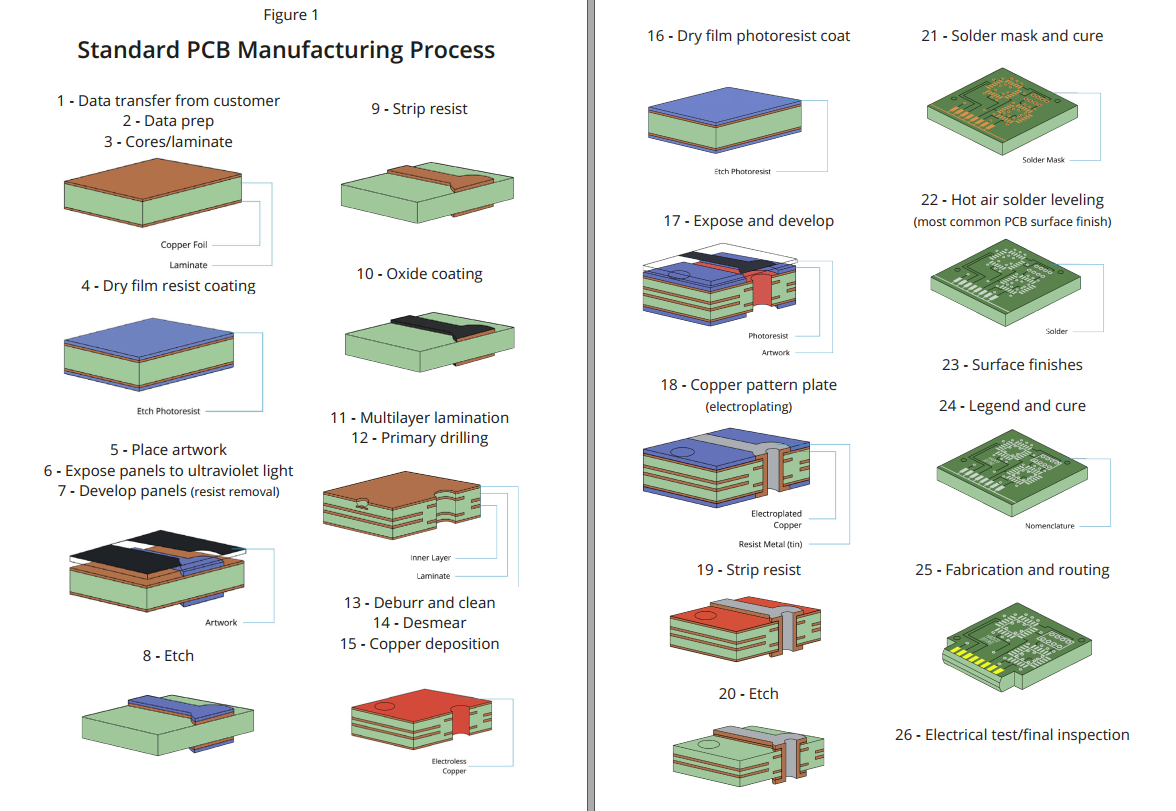 Figure 1
Standard PCB Manufacturing Process
1 - Data transfer from customer
2 - Data prep
3 - Cores/laminate
Copper Foil
Laminate
4 - Dry film resist coating
Etch Photoresist
5 - Place artwork
6 - Expose panels to ultraviolet light
7 - Develop panels (resist removal)
Artwork
8 - Etch
9 - Strip resist
10 - Oxide coating
11 - Multilayer lamination
12 - Primary drilling
Inner Layer
Laminate
13 - Deburr and clean
14 - Desmear
15 - Copper deposition
Electroless
Copper
16 - Dry film photoresist coat
Etch Photoresist
17 - Expose and develop
Photoresist
Artwork
18 - Copper pattern plate
(electroplating)
Electroplated
Copper
Resist Metal (tin)
19 - Strip resist
20 - Etch
21 - Solder mask and cure
Solder Mask
22 - Hot air solder leveling
(most common PCB surface finish)
Solder
23 - Surface finishes
24 - Legend and cure
Nomenclature
25 - Fabrication and routing
26 - Electrical test/final inspection